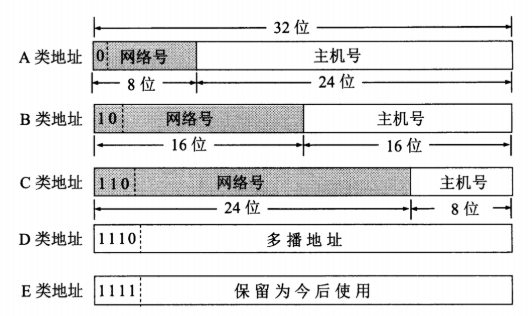 32 位
A 类地址 0 网络号 主机号
8 位 24 位
B 类地址 10 网络号 主机号
16 位 16 位
C 类地址 110 网络号 主机号
24 位 8 位
D 类地址 1110 多播地址
E 类地址 1111 保留为今后使用